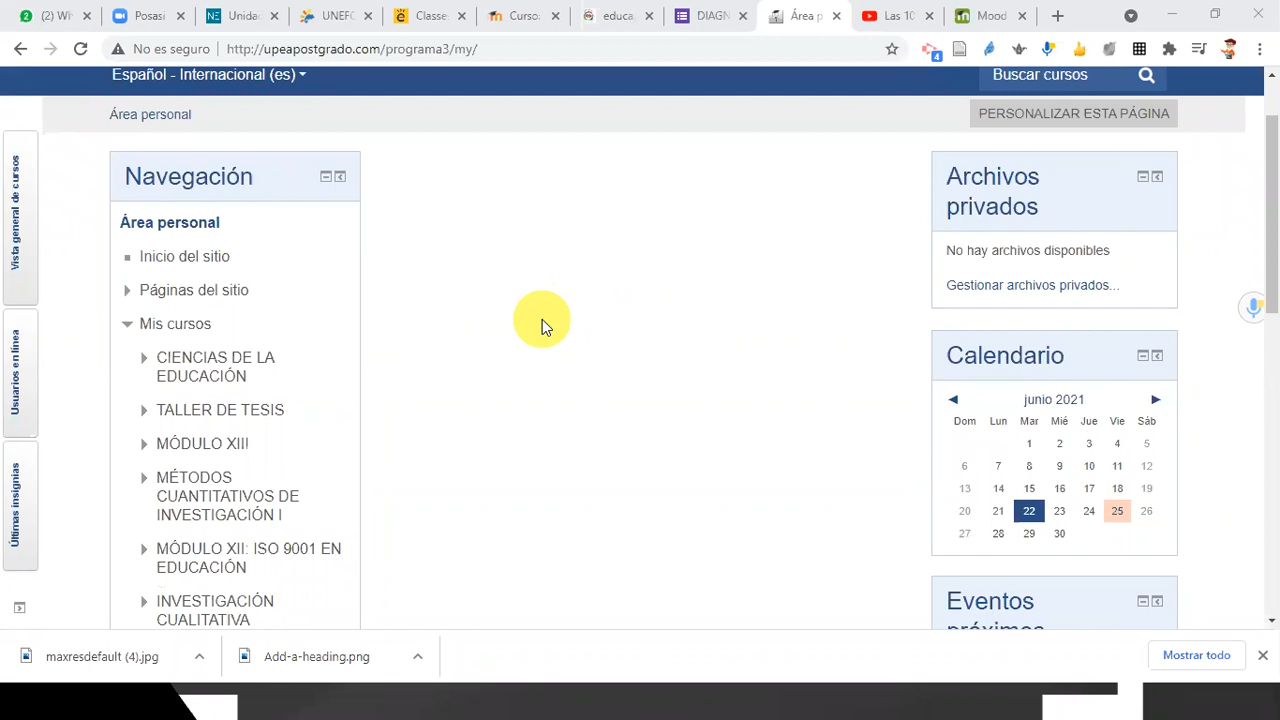 2
(2) Wh
Posasi
Unidad
UNEFC
Classe
Curso:
educa.
DIAGN
Área p
Las 10
Mood
No es seguro
http://upeapostgrado.com/programa3/my/
4
Español - Internacional (es)
Buscar cursos
Área personal
PERSONALIZAR ESTA PÁGINA
Vista general de cursos
Usuarios en línea
Últimas insignias
Navegación
Área personal
Inicio del sitio
Páginas del sitio
Mis cursos
CIENCIAS DE LA
EDUCACIÓN
TALLER DE TESIS
MÓDULO XIII
MÉTODOS
CUANTITATIVOS DE
INVESTIGACIÓN I
MÓDULO XII: ISO 9001 EN
EDUCACIÓN
INVESTIGACIÓN
CUALITATIVA
Archivos
privados
No hay archivos disponibles
Gestionar archivos privados...
Calendario
junio 2021
Dom Lun Mar Mié Jue Vie Sáb
1 2 3 4 5
6 7 8 9 10 11 12
13 14 15 16 17 18 19
20 21 22 23 24 25 26
27 28 29 30
Eventos
próximos
maxresdefault (4).jpg
Add-a-heading.png
Mostrar todo